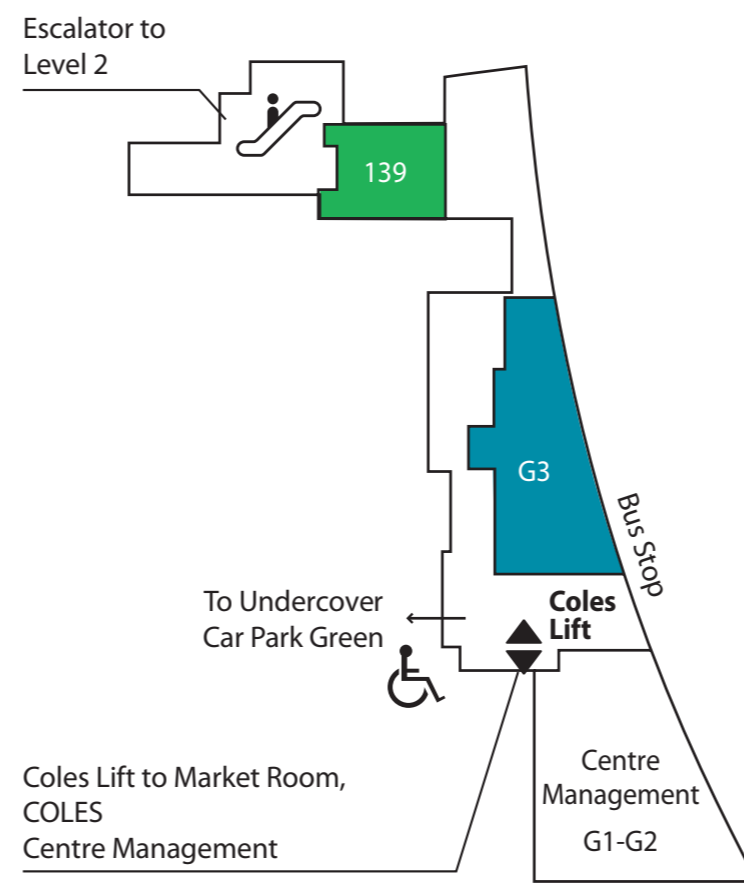 Escalator to
Level 2
139
G3
Bus Stop
To Undercover
Car Park Green
Coles
Lift
Coles Lift to Market Room,
COLES
Centre Management
Centre
Management
G1-G2